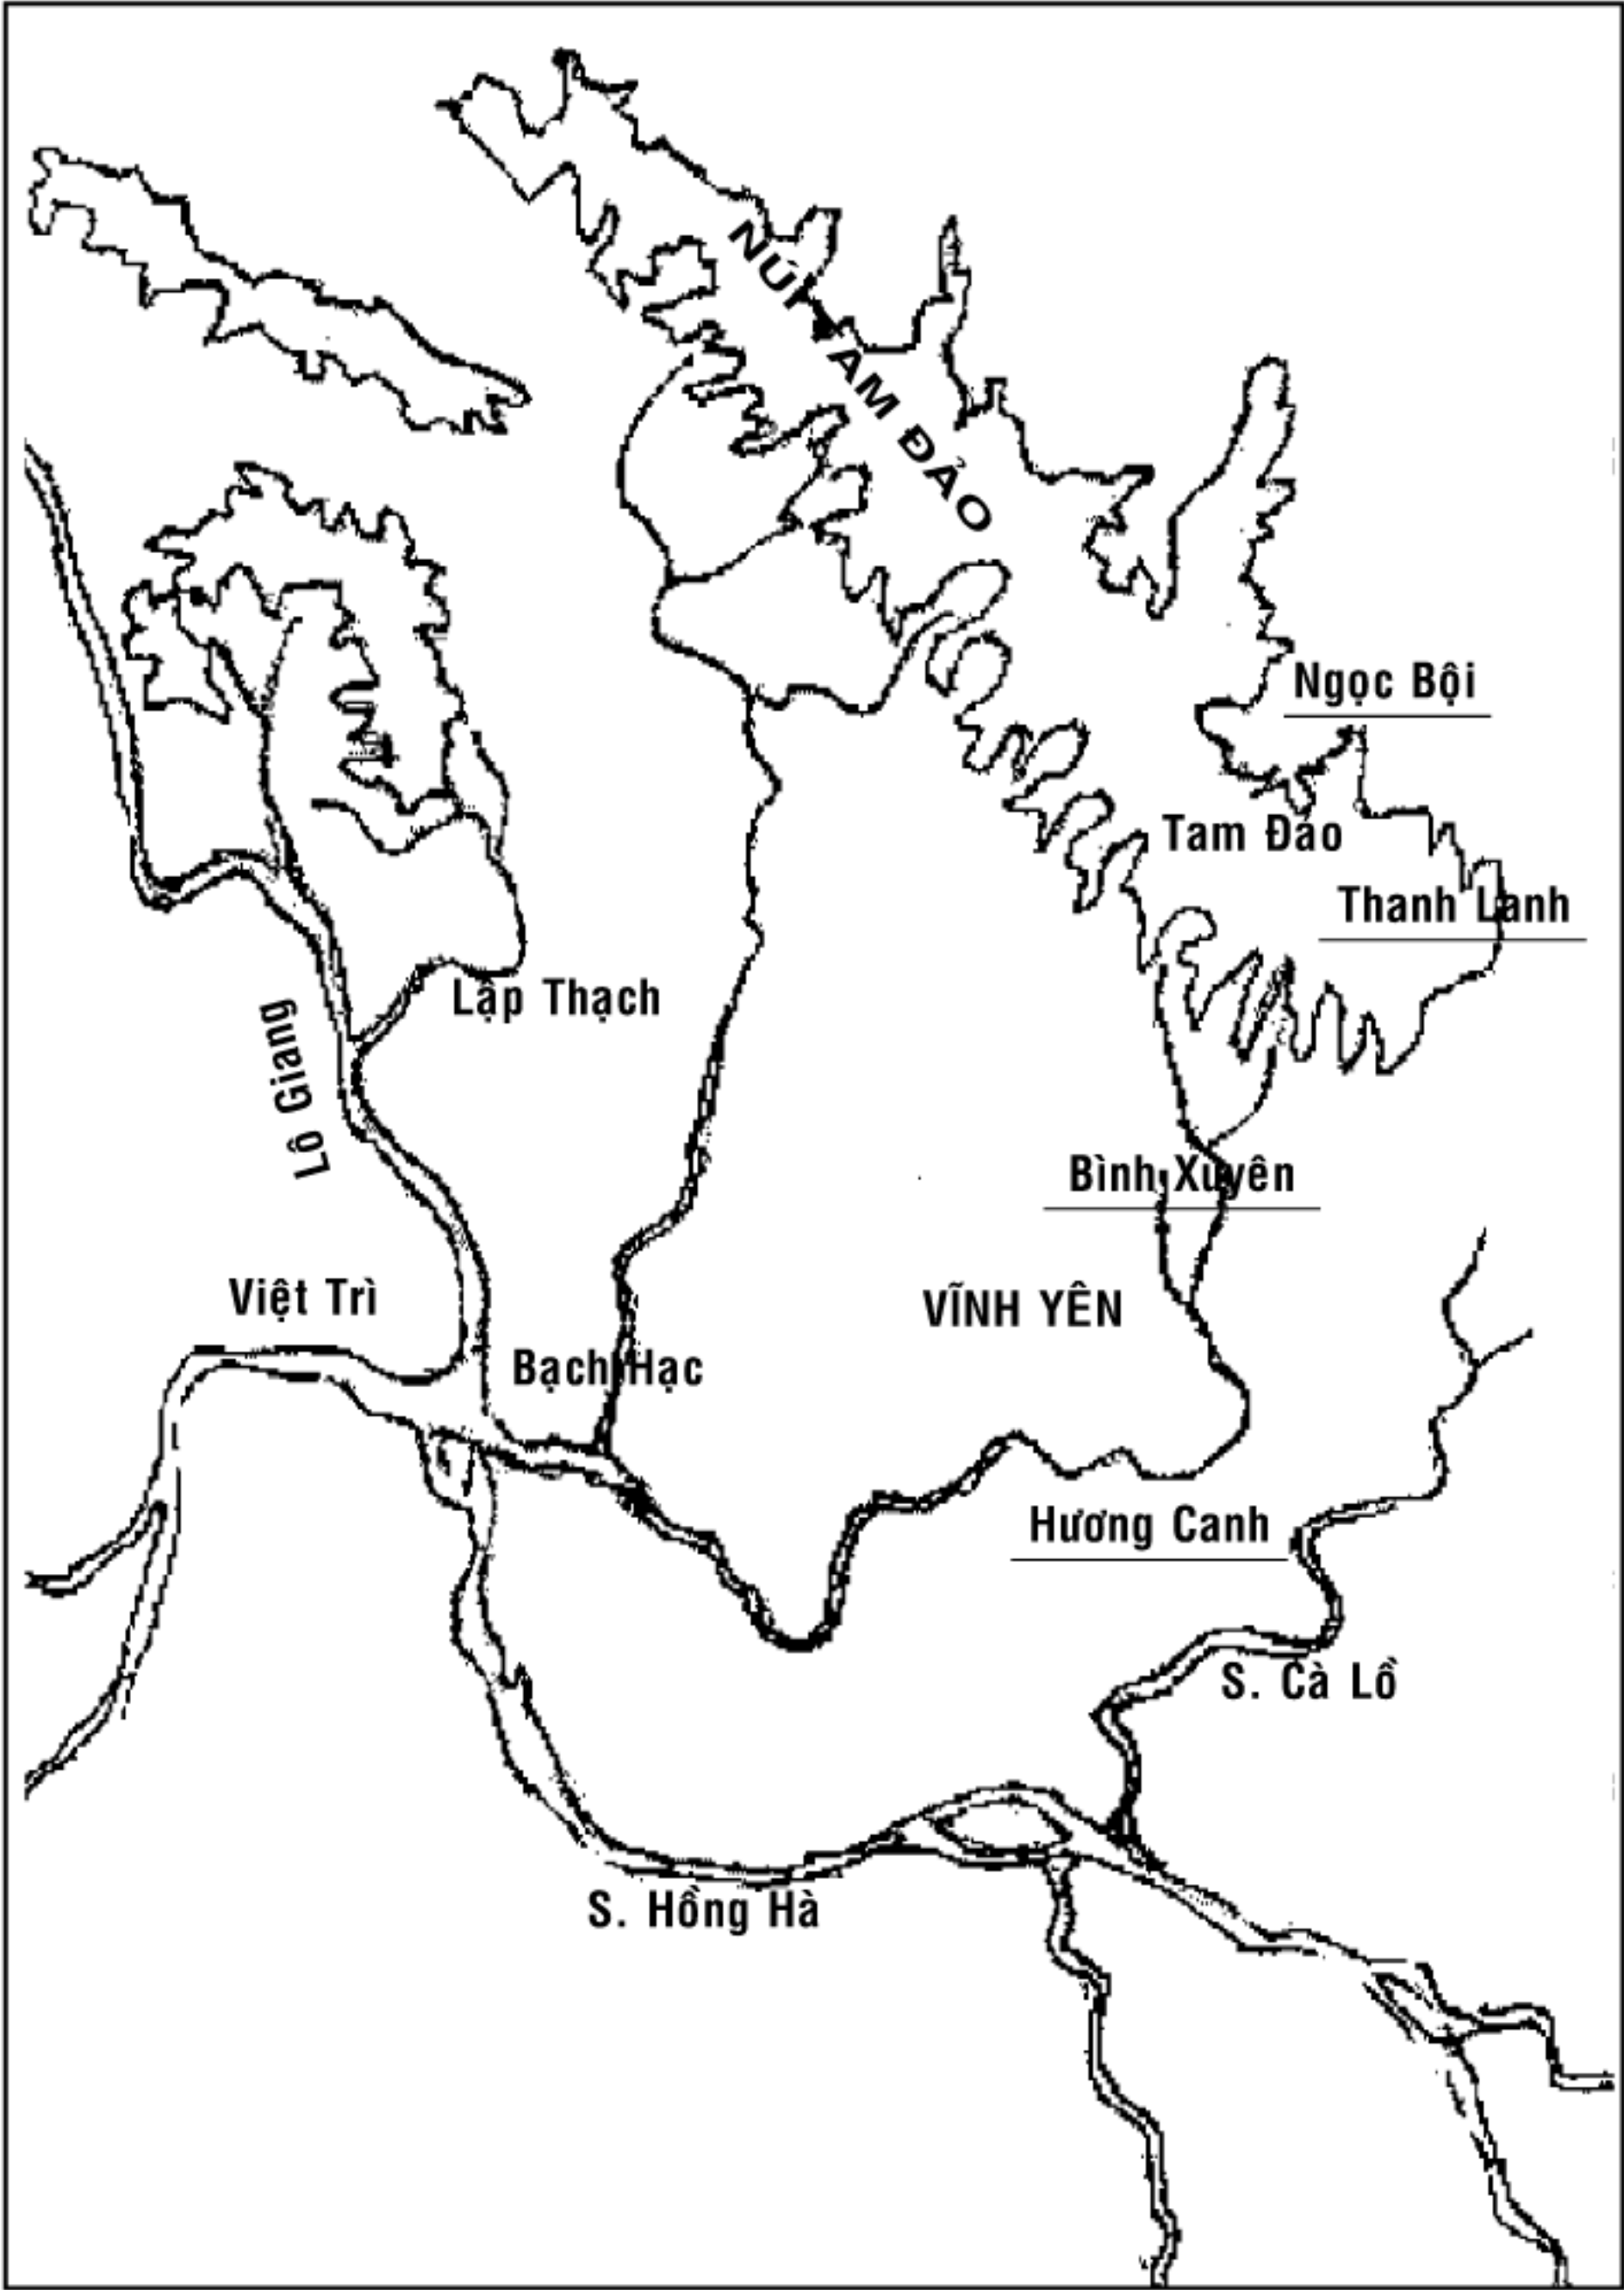 NÚI TAM ĐẢO
Ngọc Bội
Tam Đảo
Thanh Lanh
Lập Thạch
Lô Giang
Bình Xuyên
Việt Trì
VĨNH YÊN
Bạch Hạc
Hương Canh
S. Cà Lồ
S. Hồng Hà